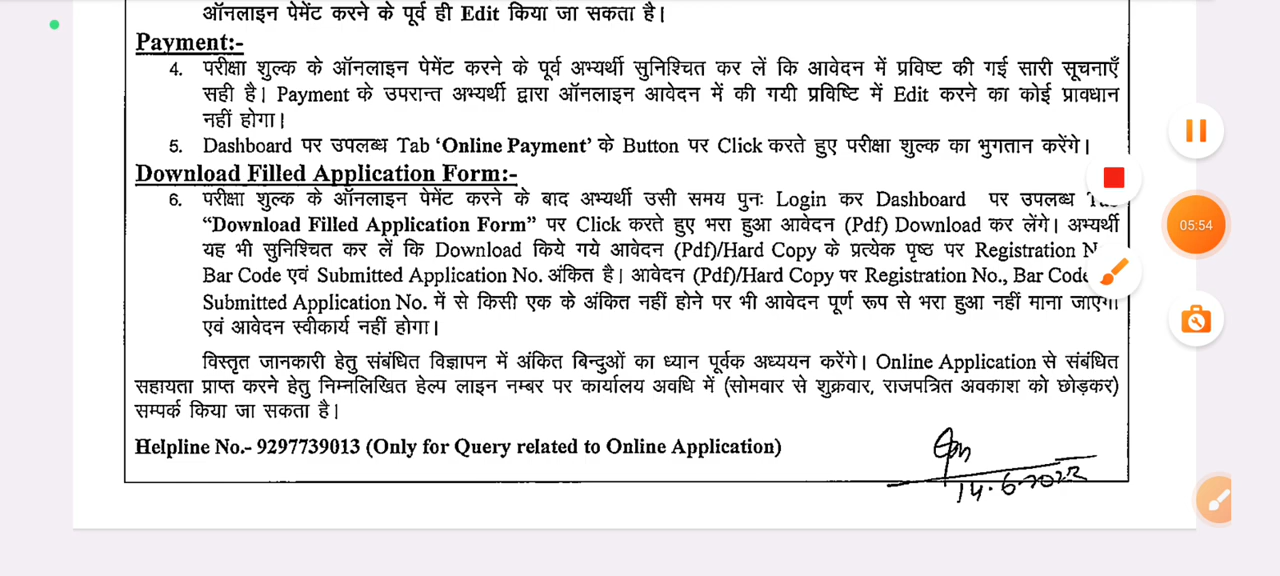 ऑनलाइन पेमेंट करने के पूर्व ही Edit किया जा सकता है।
Payment:-
4. परीक्षा शुल्क के ऑनलाइन पेमेंट करने के पूर्व अभ्यर्थी सुनिश्चित कर लें कि आवेदन में प्रविष्ट की गई सारी सूचनाएँ
सही है। Payment के उपरान्त अभ्यर्थी द्वारा ऑनलाइन आवेदन में की गयी प्रविष्टि में Edit करने का कोई प्रावधान
नहीं होगा।
5. Dashboard पर उपलब्ध Tab ‘Online Payment’ के Button पर Click करते हुए परीक्षा शुल्क का भुगतान करेंगे।
Download Filled Application Form:-
6. परीक्षा शुल्क के ऑनलाइन पेमेंट करने के बाद अभ्यर्थी उसी समय पुनः Login कर Dashboard पर उपलब्ध
“Download Filled Application Form” पर Click करते हुए भरा हुआ आवेदन (Pdf) Download कर लेंगे। अभ्यर्थी
यह भी सुनिश्चित कर लें कि Download किये गये आवेदन (Pdf)/Hard Copy के प्रत्येक पृष्ठ पर Registration
Bar Code एवं Submitted Application No. अंकित है। आवेदन (Pdf)/Hard Copy पर Registration No., Bar Code
Submitted Application No. में से किसी एक के अंकित नहीं होने पर भी आवेदन पूर्ण रूप से भरा हुआ नहीं माना जाएगा
एवं आवेदन स्वीकार्य नहीं होगा।
विस्तृत जानकारी हेतु संबंधित विज्ञापन में अंकित बिन्दुओं का ध्यान पूर्वक अध्ययन करेंगे। Online Application से संबंधित
सहायता प्राप्त करने हेतु निम्नलिखित हेल्प लाइन नम्बर पर कार्यालय अवधि में (सोमवार से शुक्रवार, राजपत्रित अवकाश को छोड़कर)
सम्पर्क किया जा सकता है।
Helpline No.- 9297739013 (Only for Query related to Online Application)
14.6.2022
05:54